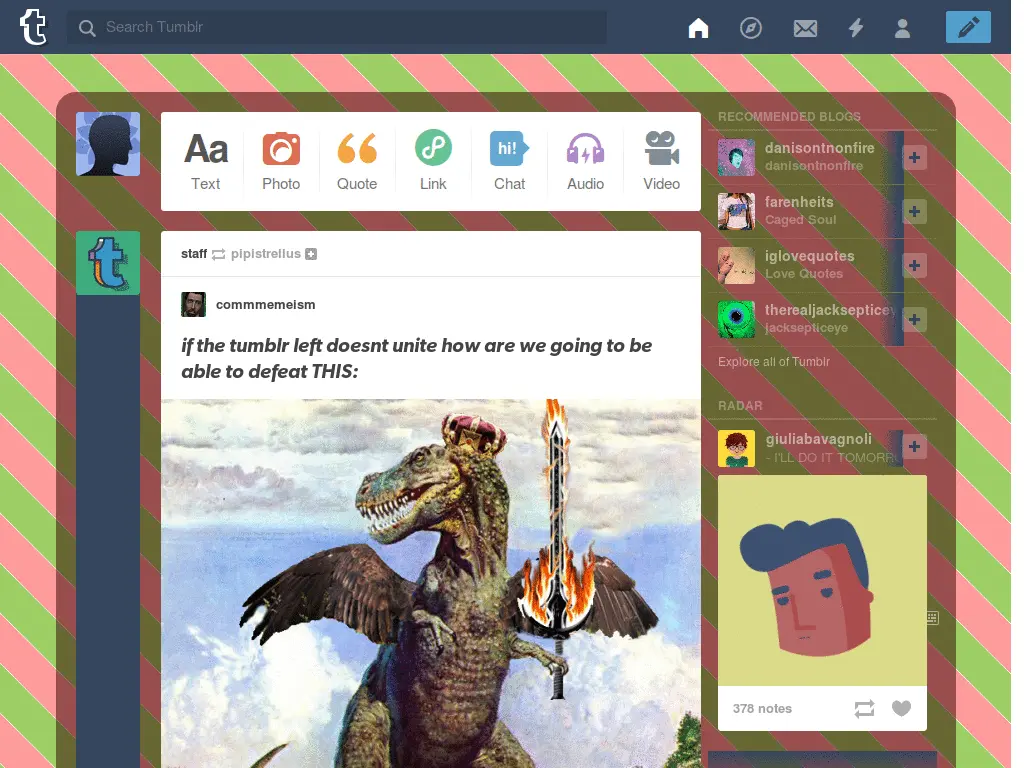 Search Tumblr
Aa
Text
Photo
Quote
Link
hi!
Chat
Audio
Video
staff pipistrellus
commmemeism
if the tumblr left doesnt unite how are we going to be
able to defeat THIS:
RECOMMENDED BLOGS
danisontnonfire
danisontnonfire
farenheits
Caged Soul
iglovequotes
Love Quotes
therealjacksepticey
jacksepticeye
Explore all of Tumblr
RADAR
giuliabavagnoli
- I'LL DO IT TOMORR
378 notes